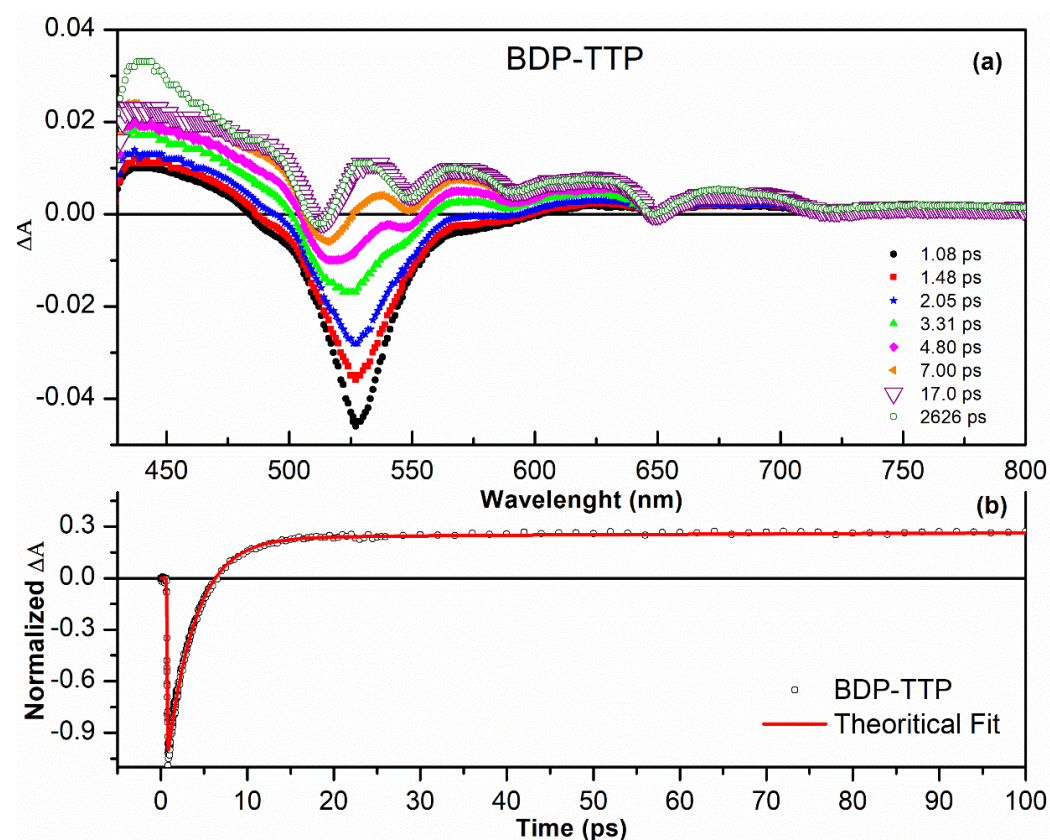 BDP-TTP
(a)
0.04
0.02
0.00
-0.02
-0.04
ΔA
1.08 ps
1.48 ps
2.05 ps
3.31 ps
4.80 ps
7.00 ps
17.0 ps
2626 ps
450 500 550 600 650 700 750 800
Wavelenght (nm)
(b)
0.3
0.0
-0.3
-0.6
-0.9
Normalized ΔA
BDP-TTP
Theoritical Fit
0 10 20 30 40 50 60 70 80 90 100
Time (ps)